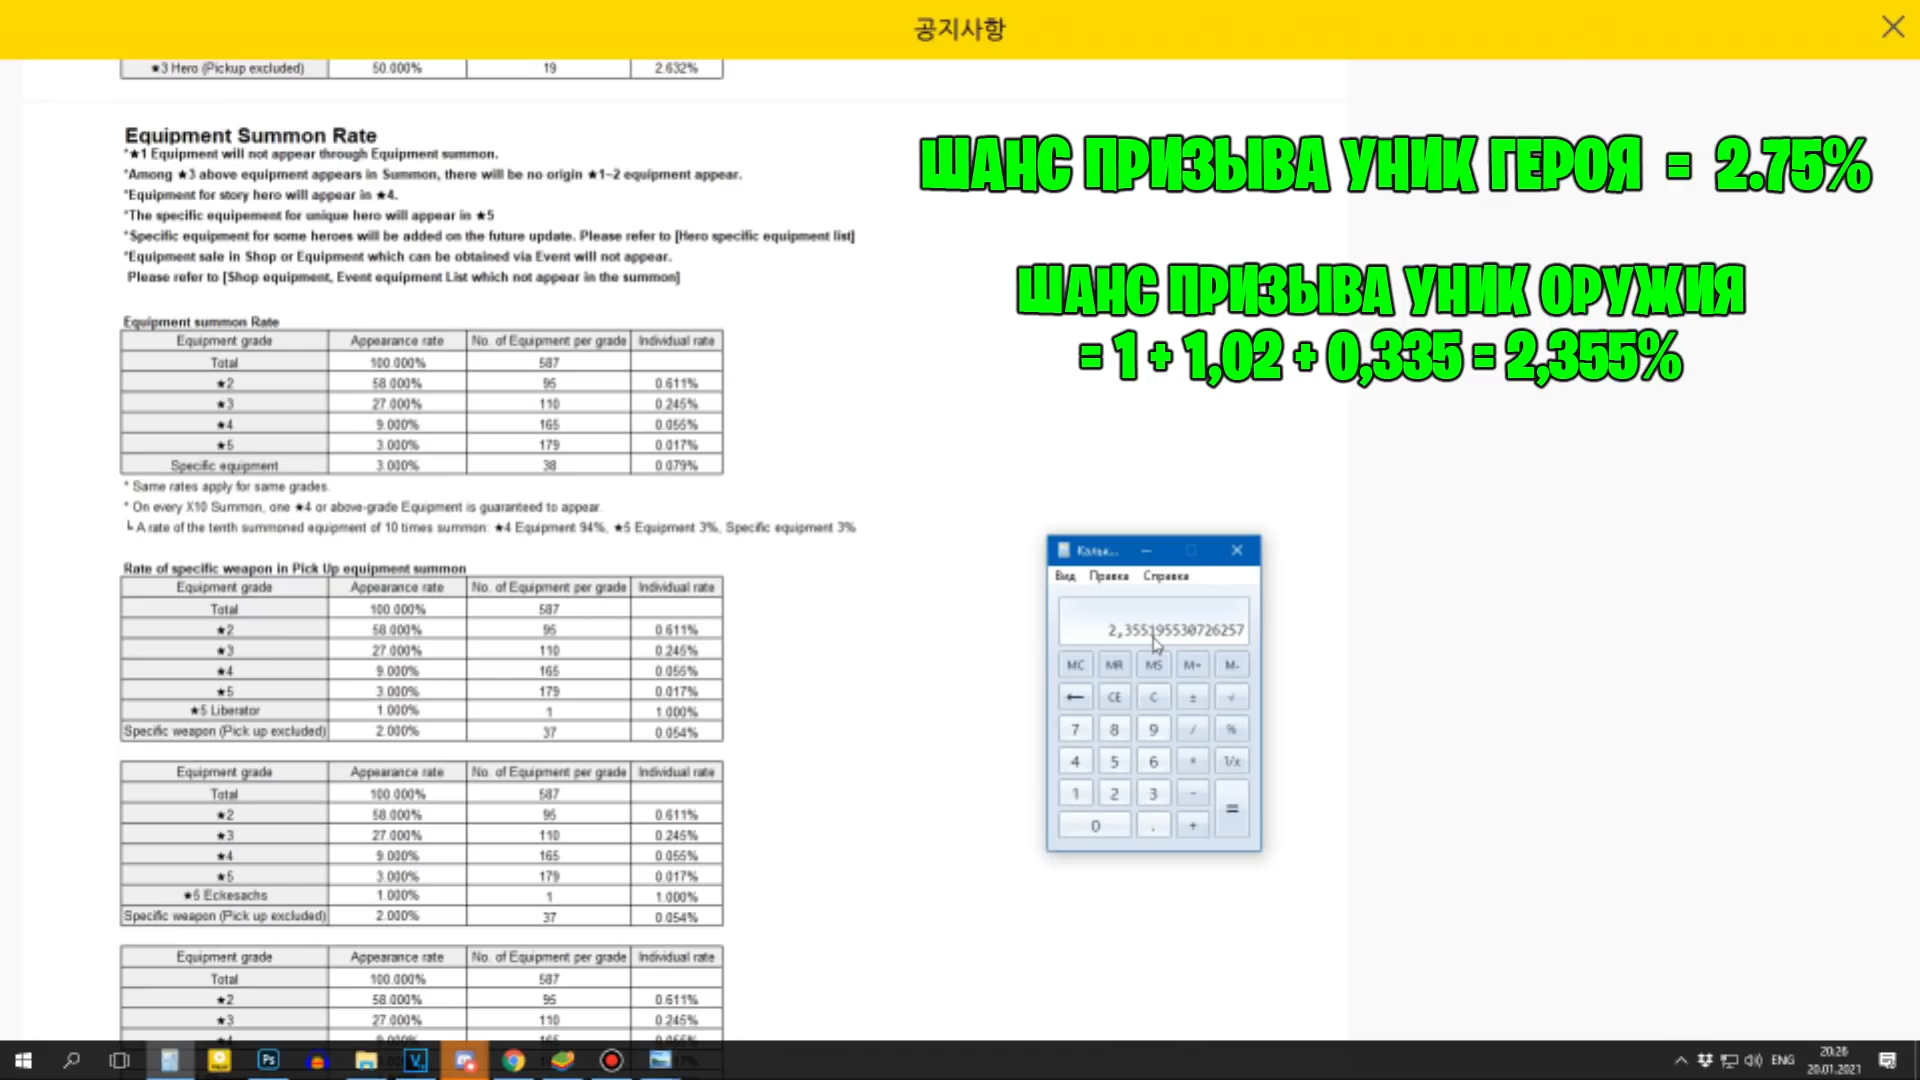 공지사항
★3 Hero (Pickup excluded) 50.000% 19 2.632%
Equipment Summon Rate
*★1 Equipment will not appear through Equipment summon.
*Among ★3 above equipment appears in Summon, there will be no origin ★1~2 equipment appear.
*Equipment for story hero will appear in ★4.
*The specific equipement for unique hero will appear in ★5
*Specific equipment for some heroes will be added on the future update. Please refer to [Hero specific equipment list]
*Equipment sale in Shop or Equipment which can be obtained via Event will not appear.
Please refer to [Shop equipment, Event equipment List which not appear in the summon]
ШАНС ПРИЗЫВА УНИК ГЕРОЯ = 2.75%
ШАНС ПРИЗЫВА УНИК ОРУЖИЯ
= 1 + 1,02 + 0,335 = 2,355%
Equipment summon Rate
Equipment grade Appearance rate No. of Equipment per grade Individual rate
Total 100.000% 587
★2 58.000% 95 0.611%
★3 27.000% 110 0.245%
★4 9.000% 165 0.055%
★5 3.000% 179 0.017%
Specific equipment 3.000% 38 0.079%
* Same rates apply for same grades.
* On every X10 Summon, one ★4 or above-grade Equipment is guaranteed to appear.
┗ A rate of the tenth summoned equipment of 10 times summon: ★4 Equipment 94%, ★5 Equipment 3%, Specific equipment 3%
Rate of specific weapon in Pick Up equipment summon
Equipment grade Appearance rate No. of Equipment per grade Individual rate
Total 100.000% 587
★2 58.000% 95 0.611%
★3 27.000% 110 0.245%
★4 9.000% 165 0.055%
★5 3.000% 179 0.017%
★5 Liberator 1.000% 1 1.000%
Specific weapon (Pick up excluded) 2.000% 37 0.054%
Equipment grade Appearance rate No. of Equipment per grade Individual rate
Total 100.000% 587
★2 58.000% 95 0.611%
★3 27.000% 110 0.245%
★4 9.000% 165 0.055%
★5 3.000% 179 0.017%
★5 Eckesachs 1.000% 1 1.000%
Specific weapon (Pick up excluded) 2.000% 37 0.054%
Equipment grade Appearance rate No. of Equipment per grade Individual rate
Total 100.000% 587
★2 58.000% 95 0.611%
★3 27.000% 110 0.245%
Кальк...
Вид Правка Справка
2,355195530726257
MC MR MS M+ M-
← CE C ± √
7 8 9 / %
4 5 6 * 1/x
1 2 3 - =
0 , +
Ps
V
ENG
20:26
20.01.2021